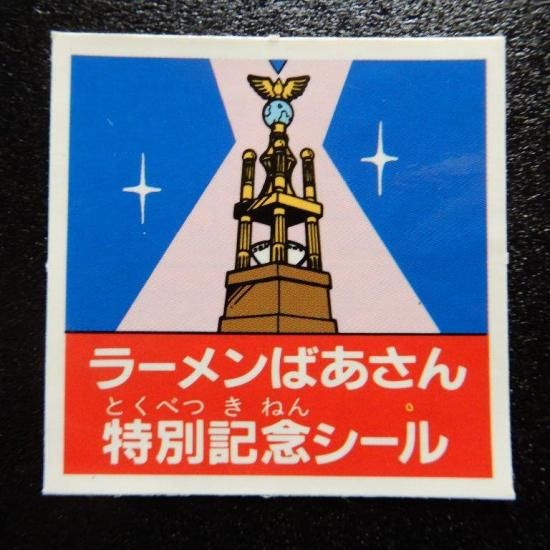 ラーメンばあさん
とくべつ き ねん
特別記念シール